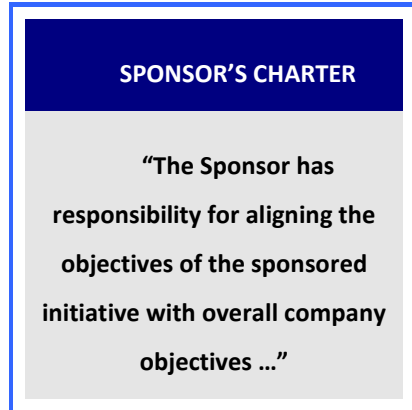 SPONSOR’S CHARTER
“The Sponsor has
responsibility for aligning the
objectives of the sponsored
initiative with overall company
objectives …”